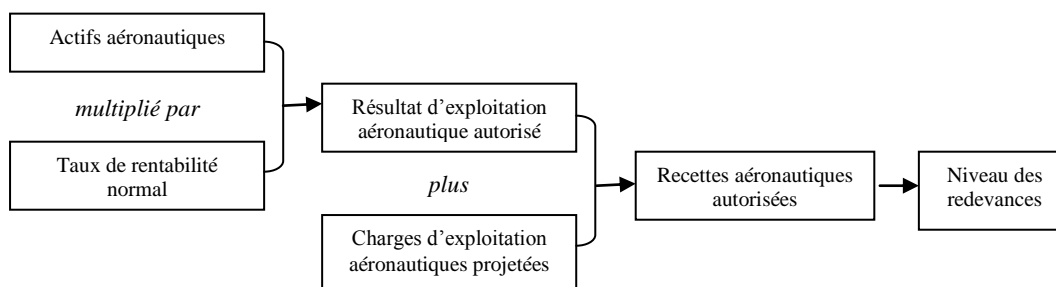 Actifs aéronautiques
multiplié par
Taux de rentabilité
normal
Résultat d’exploitation
aéronautique autorisé
plus
Charges d’exploitation
aéronautiques projetées
Recettes aéronautiques
autorisées
Niveau des
redevances